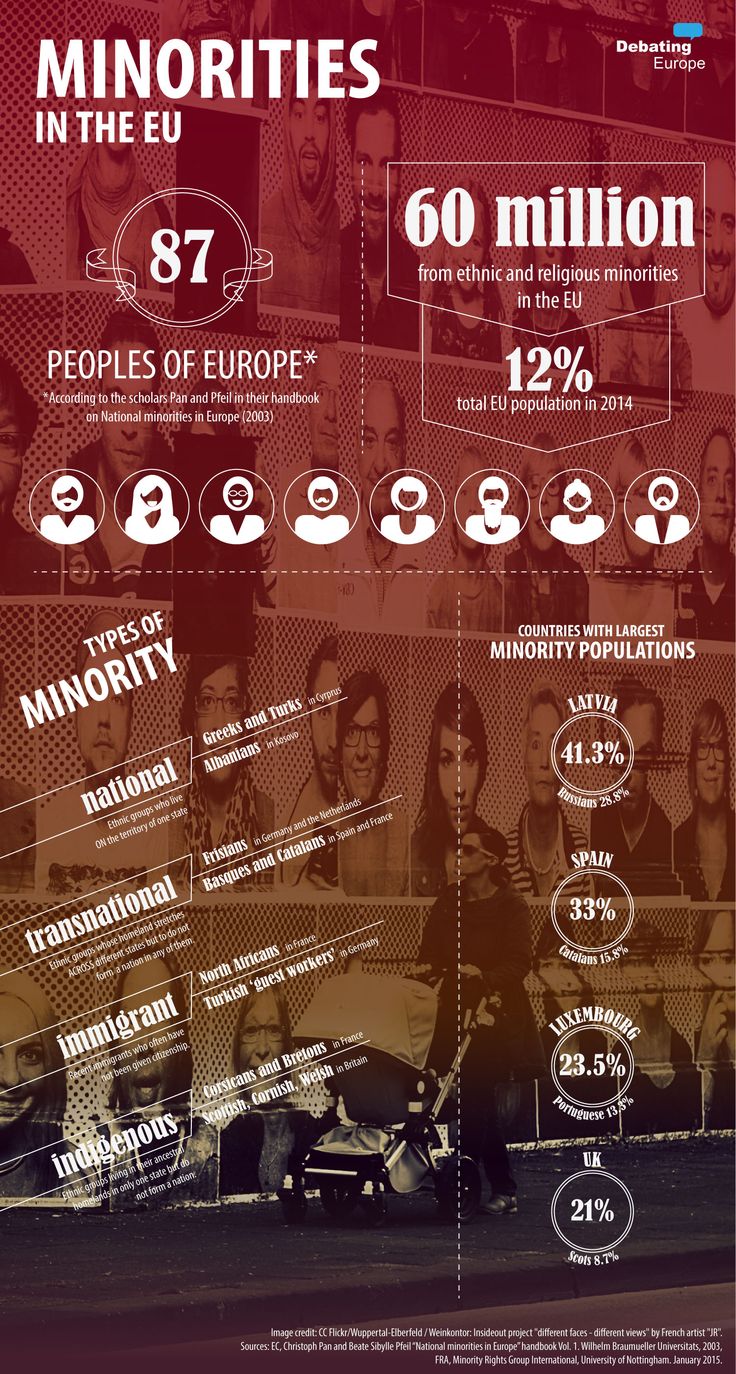 MINORITIES
IN THE EU
Debating
Europe
87
PEOPLES OF EUROPE*
*According to the scholars Pan and Pfeil in their handbook
on National minorities in Europe (2003)
60 million
from ethnic and religious minorities
in the EU
12%
total EU population in 2014
TYPES OF
MINORITY
national
Ethnic groups who live
ON the territory of one state
Greeks and Turks in Cyrprus
Albanians in Kosovo
transnational
Ethnic groups whose homeland stretches
ACROSS different states but to do not
form a nation in any of them.
Frisians in Germany and the Netherlands
Basques and Catalans in Spain and France
immigrant
Recent immigrants who often have
not been given citizenship.
North Africans in France
Turkish 'guest workers' in Germany
indigenous
Ethnic groups living in their ancestral
homelands in only one state but do
not form a nation.
Corsicans and Bretons in France
Scottish, Cornish, Welsh in Britain
COUNTRIES WITH LARGEST
MINORITY POPULATIONS
LATVIA
41.3%
Russians 28.8%
SPAIN
33%
Catalans 15.8%
LUXEMBOURG
23.5%
Portuguese 13.3%
UK
21%
Scots 8.7%
Image credit: CC Flickr/Wuppertal-Elberfeld / Weinkontor: Insideout project "different faces - different views" by French artist "JR".
Sources: EC, Christoph Pan and Beate Sibylle Pfeil "National minorities in Europe" handbook Vol. 1. Wilhelm Braumueller Universitats, 2003,
FRA, Minority Rights Group International, University of Nottingham. January 2015.